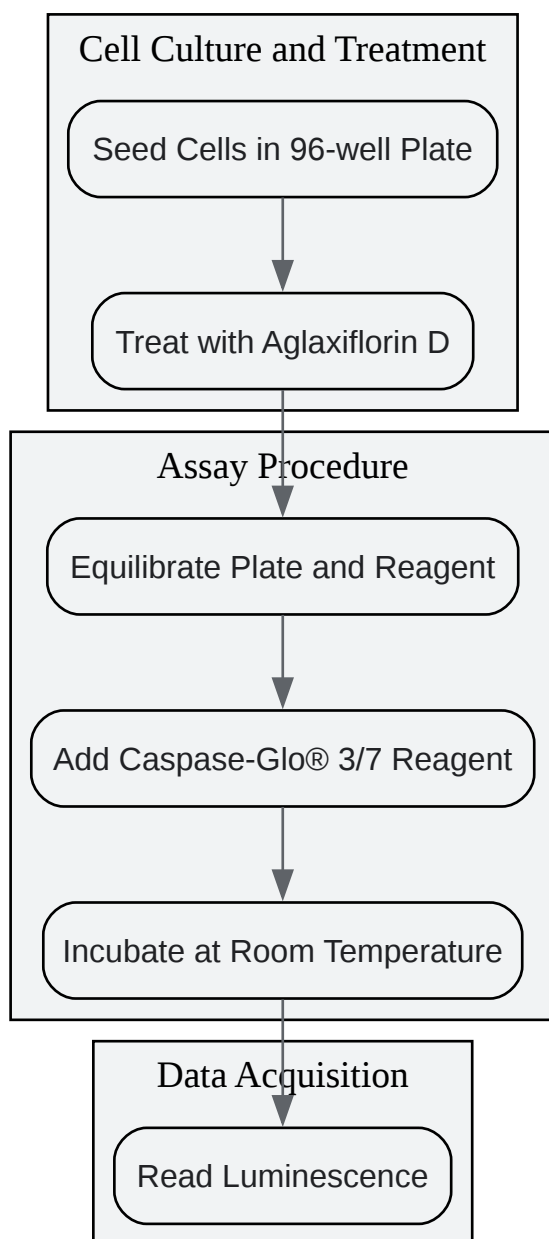 Cell Culture and Treatment
Seed Cells in 96-well Plate
Treat with Aglaxiflorin D
Assay Procedure
Equilibrate Plate and Reagent
Add Caspase-Glo® 3/7 Reagent
Incubate at Room Temperature
Data Acquisition
Read Luminescence